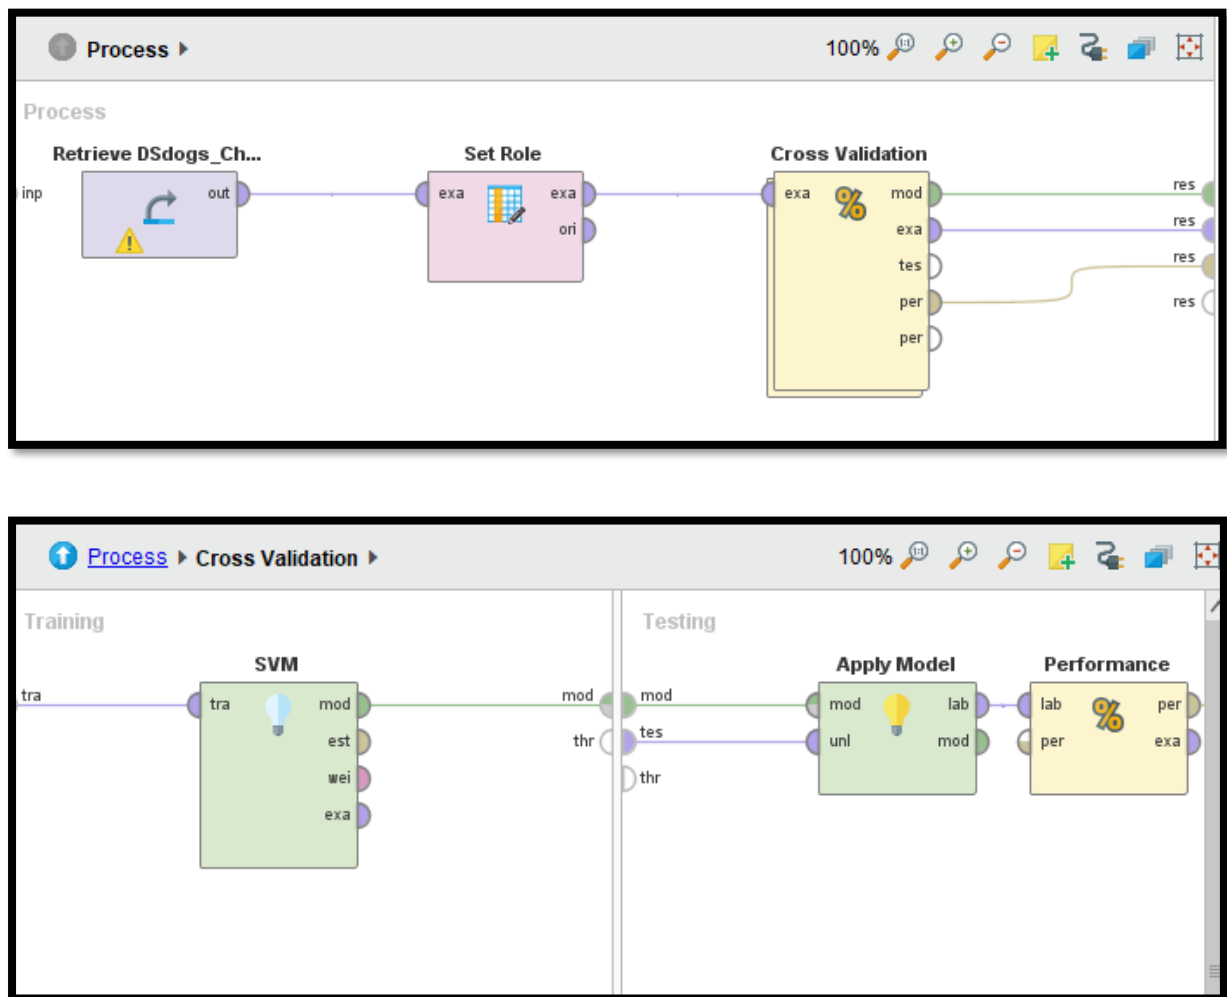 Process
100%
Process
Retrieve DSdogs_Ch...
Set Role
Cross Validation
inp
out
exa
exa
ori
exa
mod
exa
tes
per
per
res
res
res
res
Process Cross Validation
100%
Training
Testing
SVM
Apply Model
Performance
tra
tra
mod
est
wei
exa
mod
thr
mod
tes
thr
mod
unl
lab
mod
lab
per
per
exa